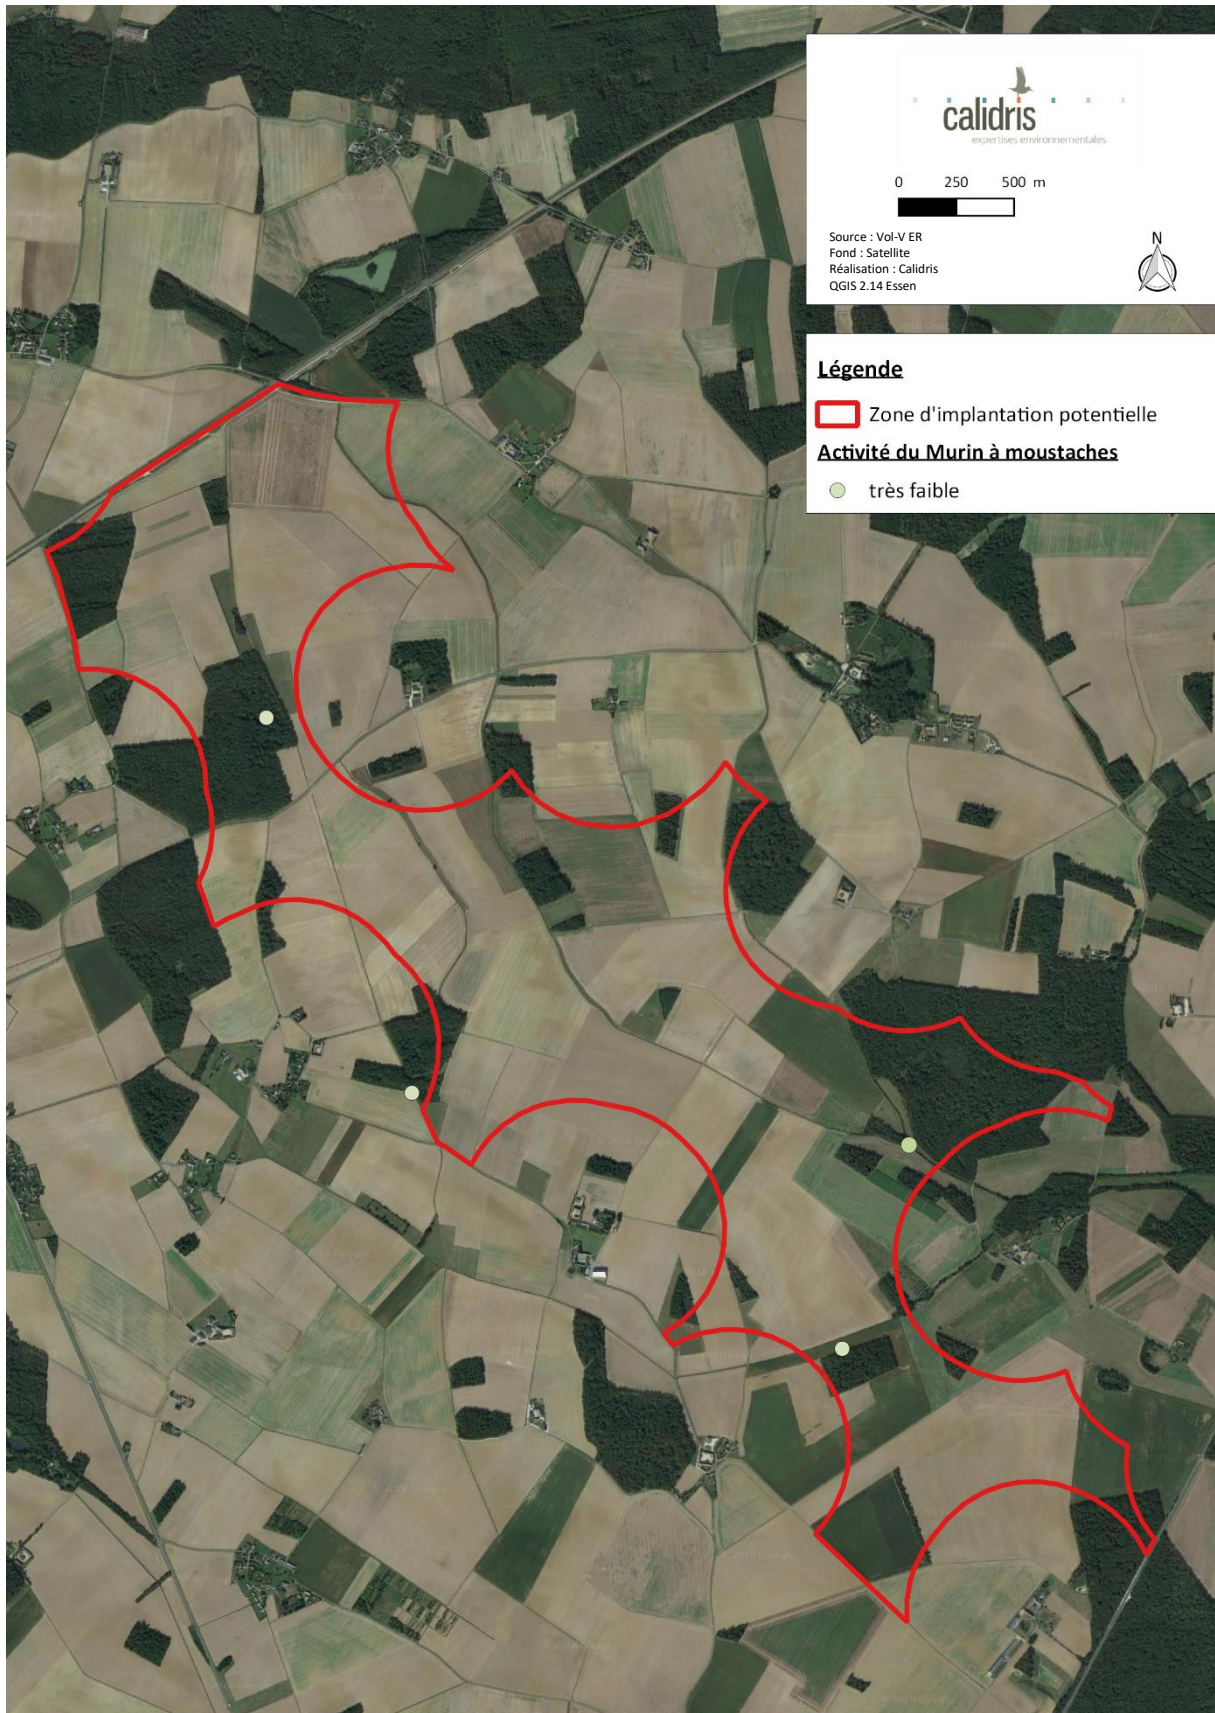 calidris
expertises environnementales
0 250 500 m
Source : Vol-V ER
Fond : Satellite
Réalisation : Calidris
QGIS 2.14 Essen
N
Légende
Zone d'implantation potentielle
Activité du Murin à moustaches
très faible